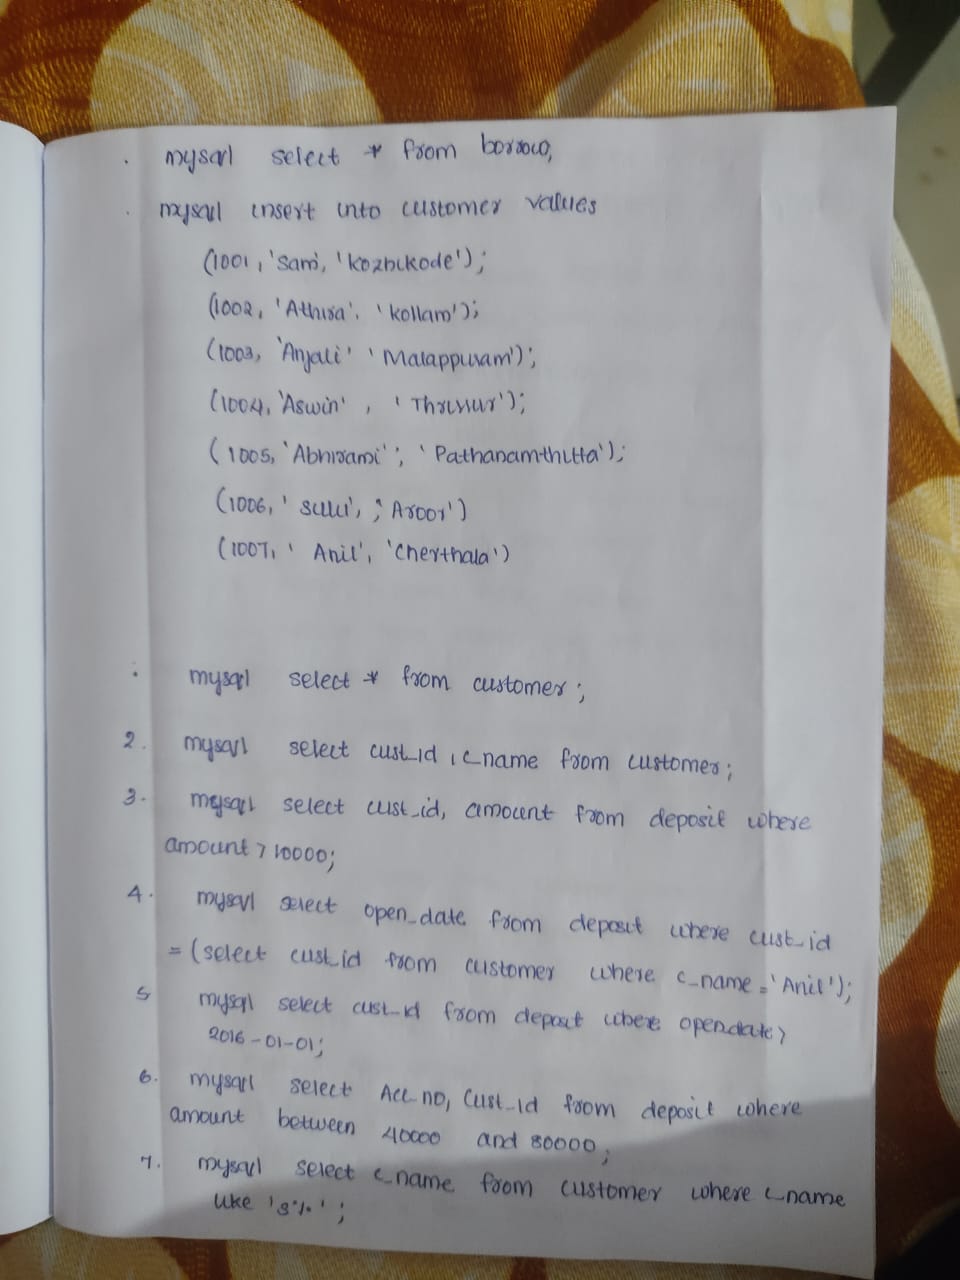 . mysql select * from borrow;
. mysql insert into customer values
(1001, 'Sam', 'Kozhikode');
(1002, 'Athira', 'Kollam');
(1003, 'Anjali' 'Malappuram');
(1004, 'Aswin' , 'Thrissur');
(1005, 'Abhirami' ; 'Pathanamthitta');
(1006, ' Sului', ; Aroor')
(1007, ' Anil', 'Cherthala')
: mysql select * from customer ;
2. mysql select cust_id , c_name from customer ;
3. mysql select cust_id, amount from deposit where
amount > 10000;
4. mysql select open_date from deposit where cust_id
= (select cust_id from customer where c_name = 'Anil');
5 mysql select cust_id from deposit where open_date >
2016-01-01;
6. mysql select Acc_no, Cust_id from deposit where
amount between 40000 and 80000;
7. mysql select c_name from customer where c_name
like 's%' ;